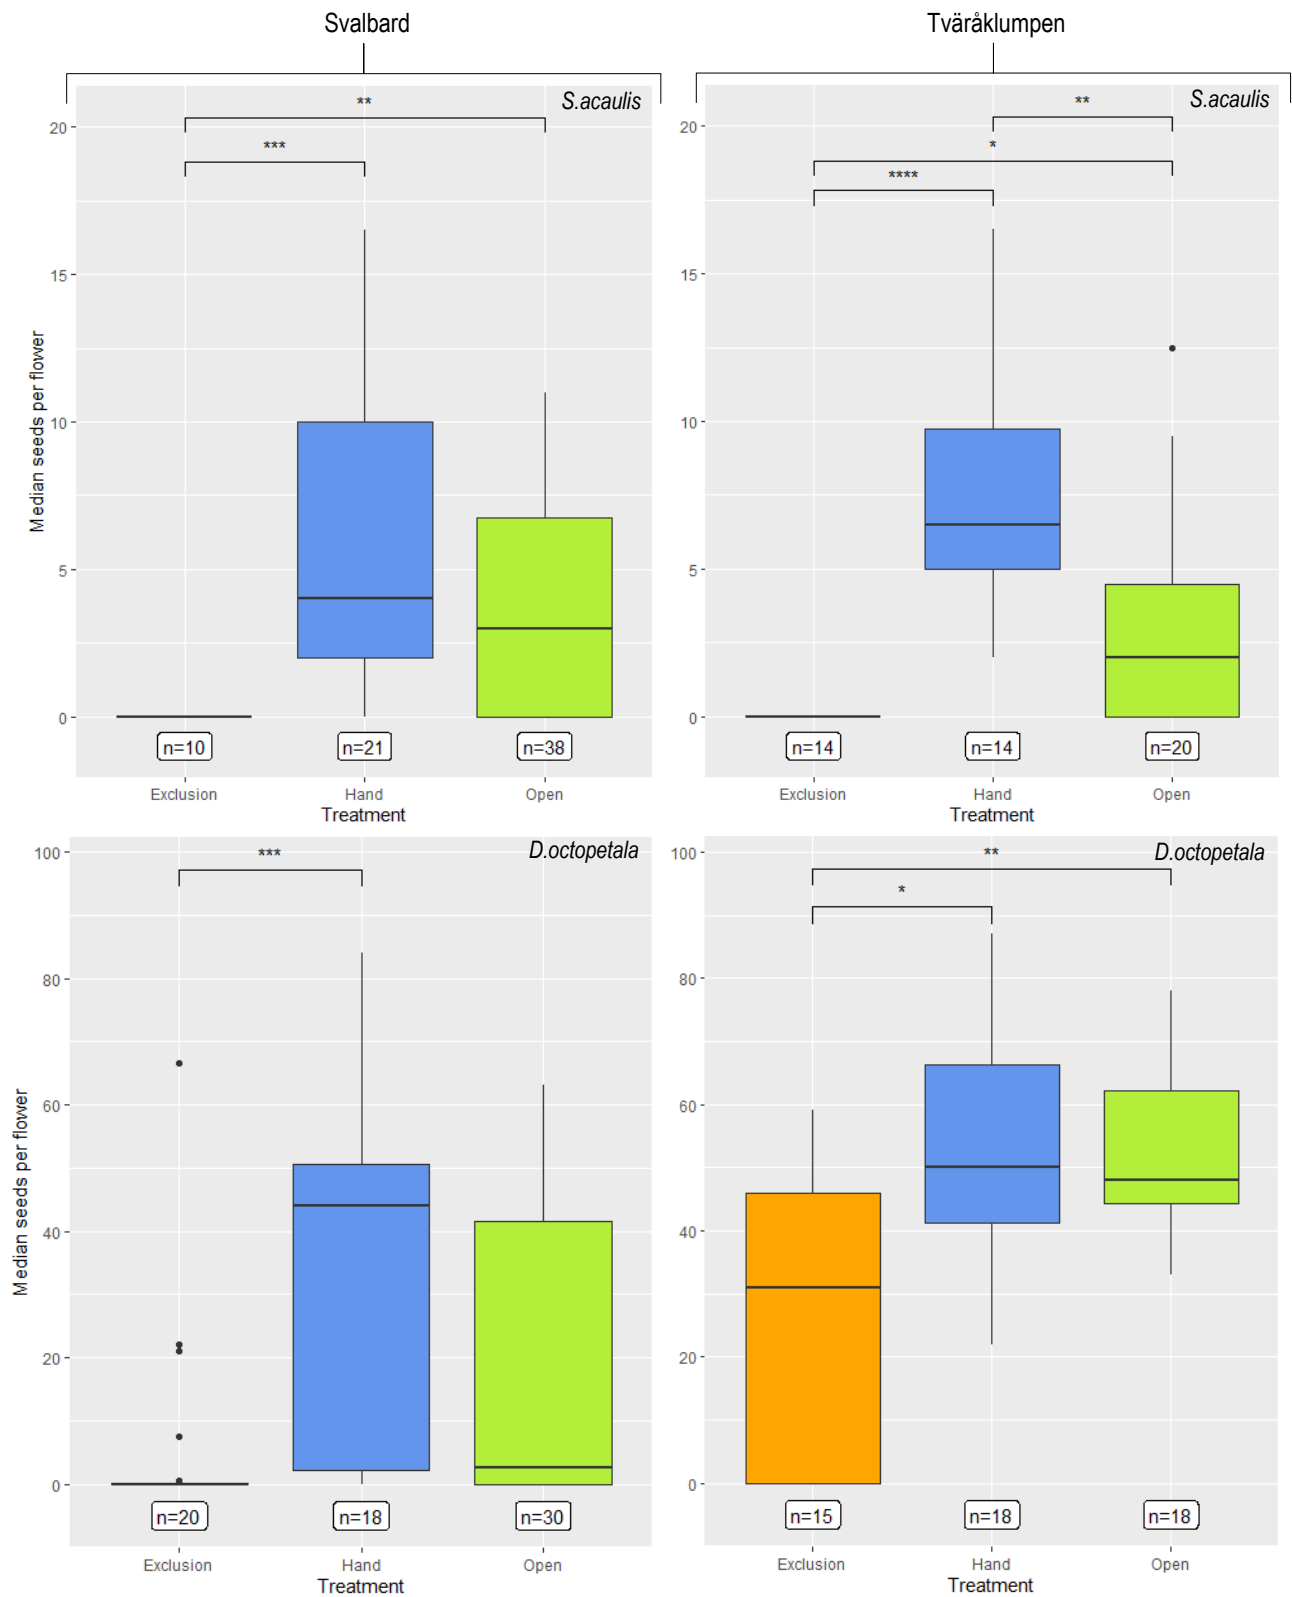 Svalbard
Tväråklumpen
S.acaulis
**
***
20
15
10
5
0
Median seeds per flower
n=10
n=21
n=38
Exclusion
Hand
Open
Treatment
S.acaulis
**
*
****
20
15
10
5
0
n=14
n=14
n=20
Exclusion
Hand
Open
Treatment
D.octopetala
***
100
80
60
40
20
0
Median seeds per flower
n=20
n=18
n=30
Exclusion
Hand
Open
Treatment
D.octopetala
**
*
100
80
60
40
20
0
n=15
n=18
n=18
Exclusion
Hand
Open
Treatment